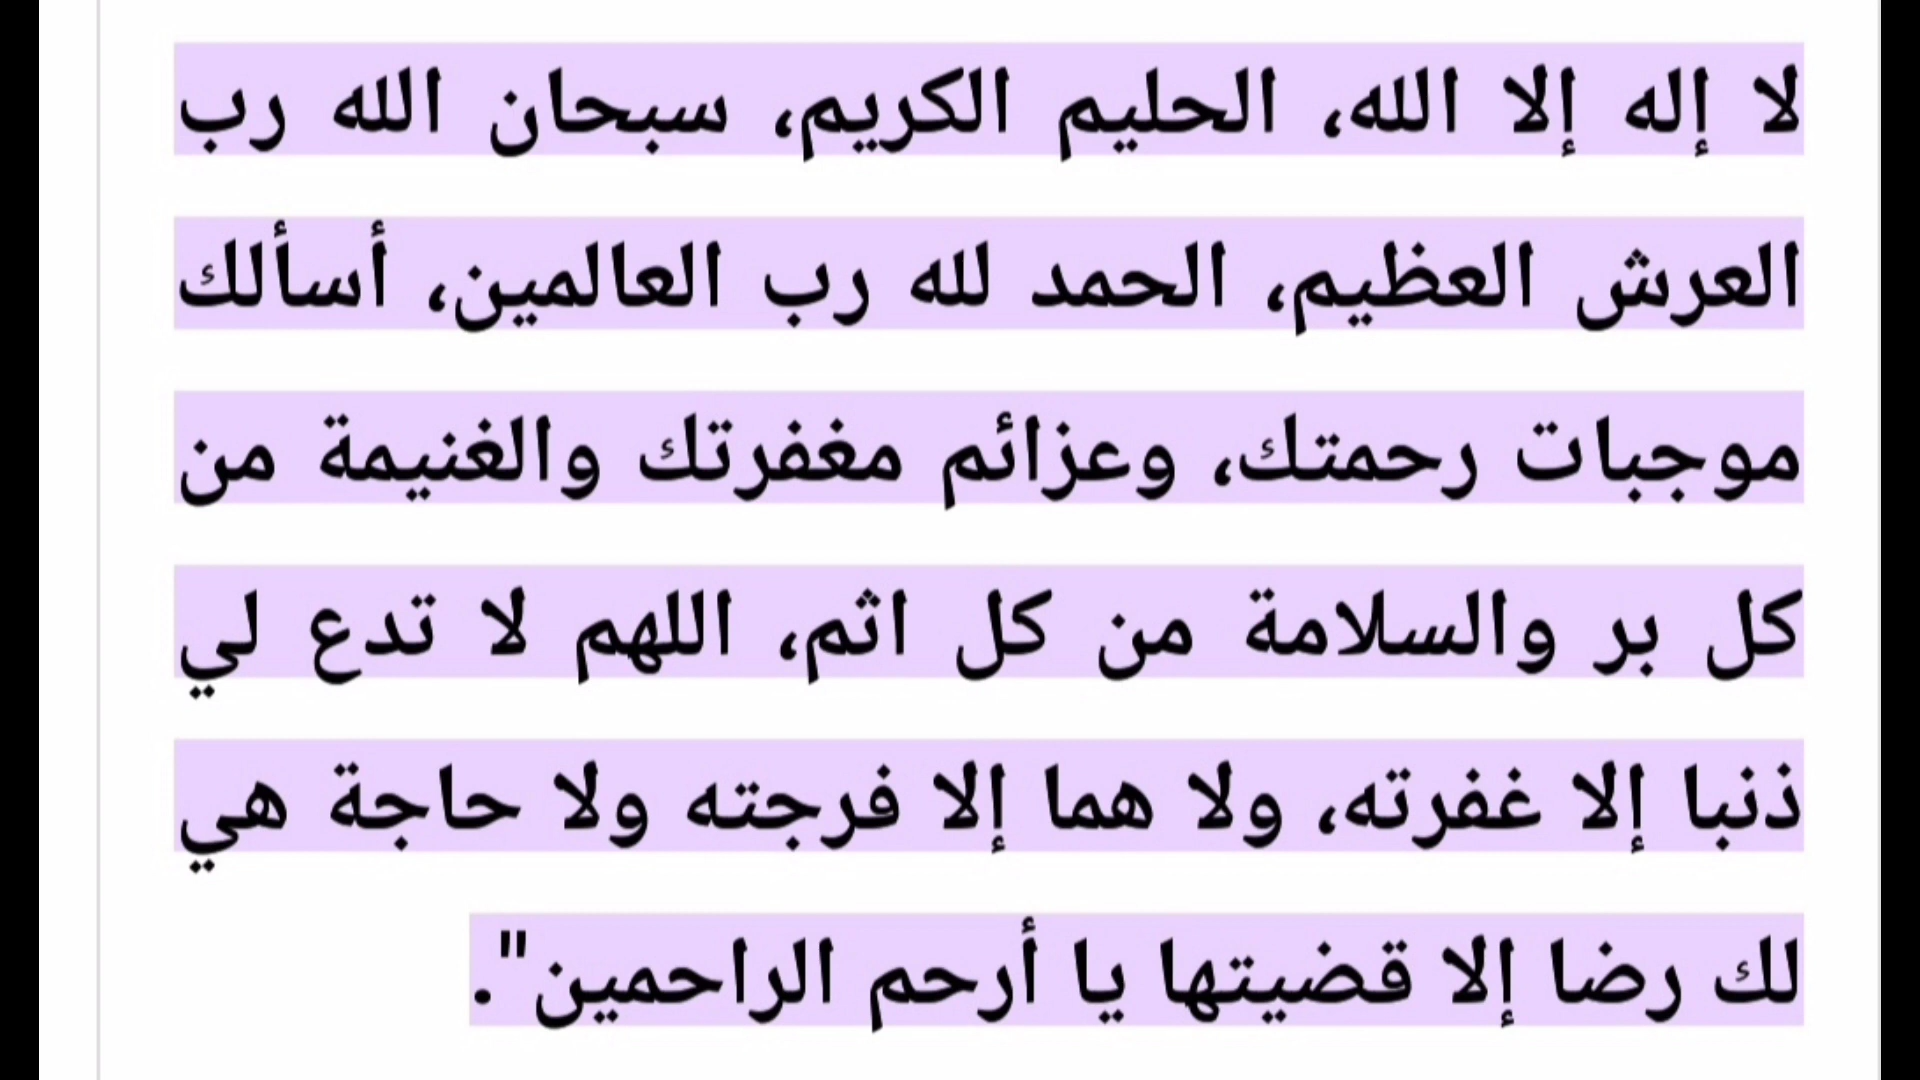 لا إله إلا الله، الحليم الكريم، سبحان الله رب
العرش العظيم، الحمد لله رب العالمين، أسألك
موجبات رحمتك، وعزائم مغفرتك والغنيمة من
كل بر والسلامة من كل اثم، اللهم لا تدع لي
ذنبا إلا غفرته، ولا هما إلا فرجته ولا حاجة هي
لك رضا إلا قضيتها يا أرحم الراحمين".